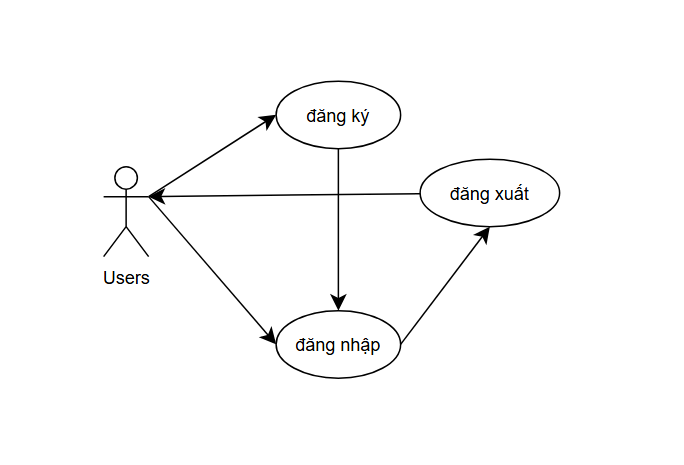 đăng ký
đăng xuất
Users
đăng nhập